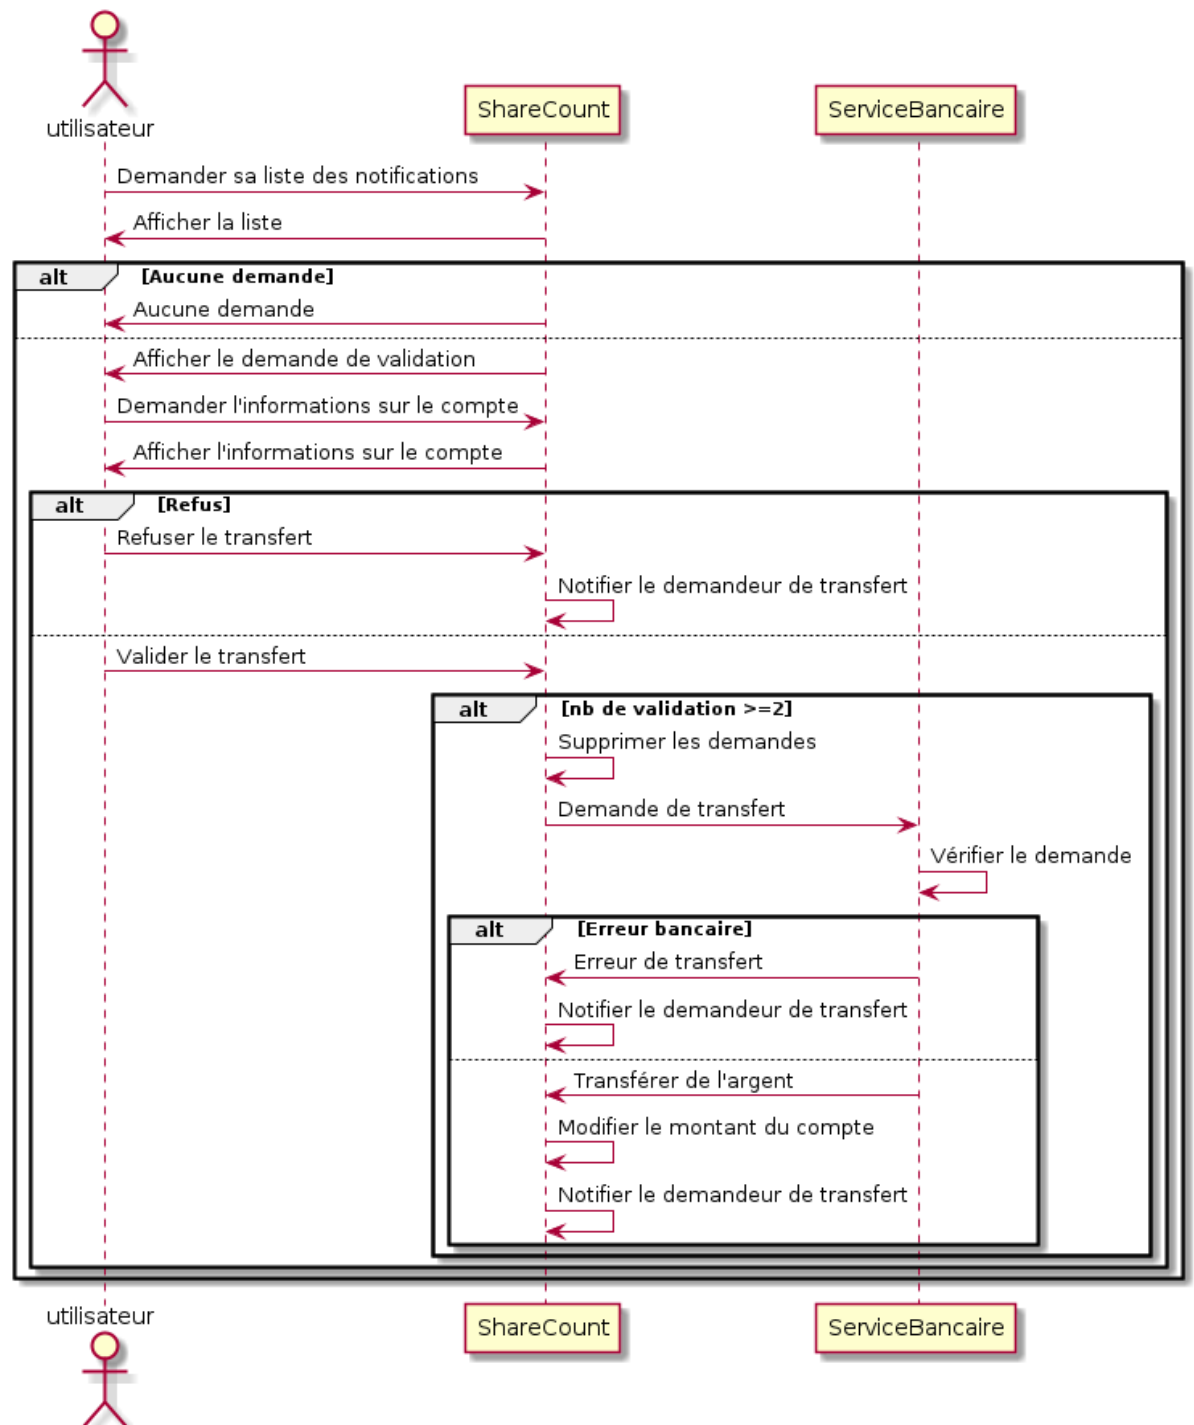 utilisateur
ShareCount
ServiceBancaire
Demander sa liste des notifications
Afficher la liste
alt [Aucune demande]
Aucune demande
Afficher le demande de validation
Demander l'informations sur le compte
Afficher l'informations sur le compte
alt [Refus]
Refuser le transfert
Notifier le demandeur de transfert
Valider le transfert
alt [nb de validation >=2]
Supprimer les demandes
Demande de transfert
Vérifier le demande
alt [Erreur bancaire]
Erreur de transfert
Notifier le demandeur de transfert
Transférer de l'argent
Modifier le montant du compte
Notifier le demandeur de transfert
utilisateur
ShareCount
ServiceBancaire